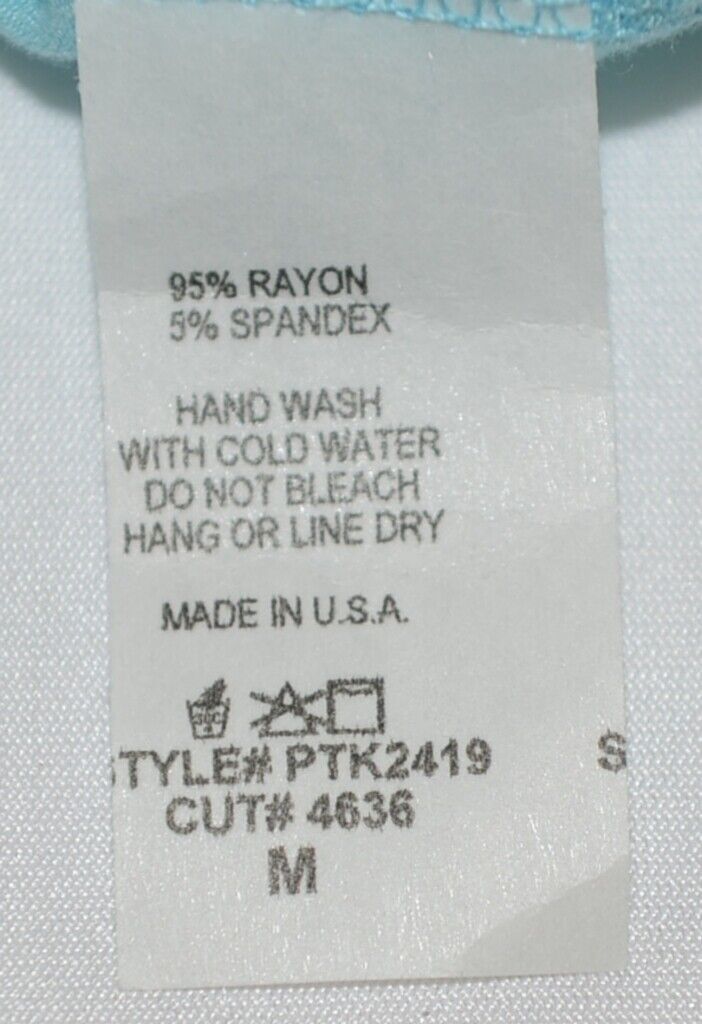 95% RAYON
5% SPANDEX
HAND WASH
WITH COLD WATER
DO NOT BLEACH
HANG OR LINE DRY
MADE IN U.S.A.
TYLE# PTK2419 S
CUT# 4636
M